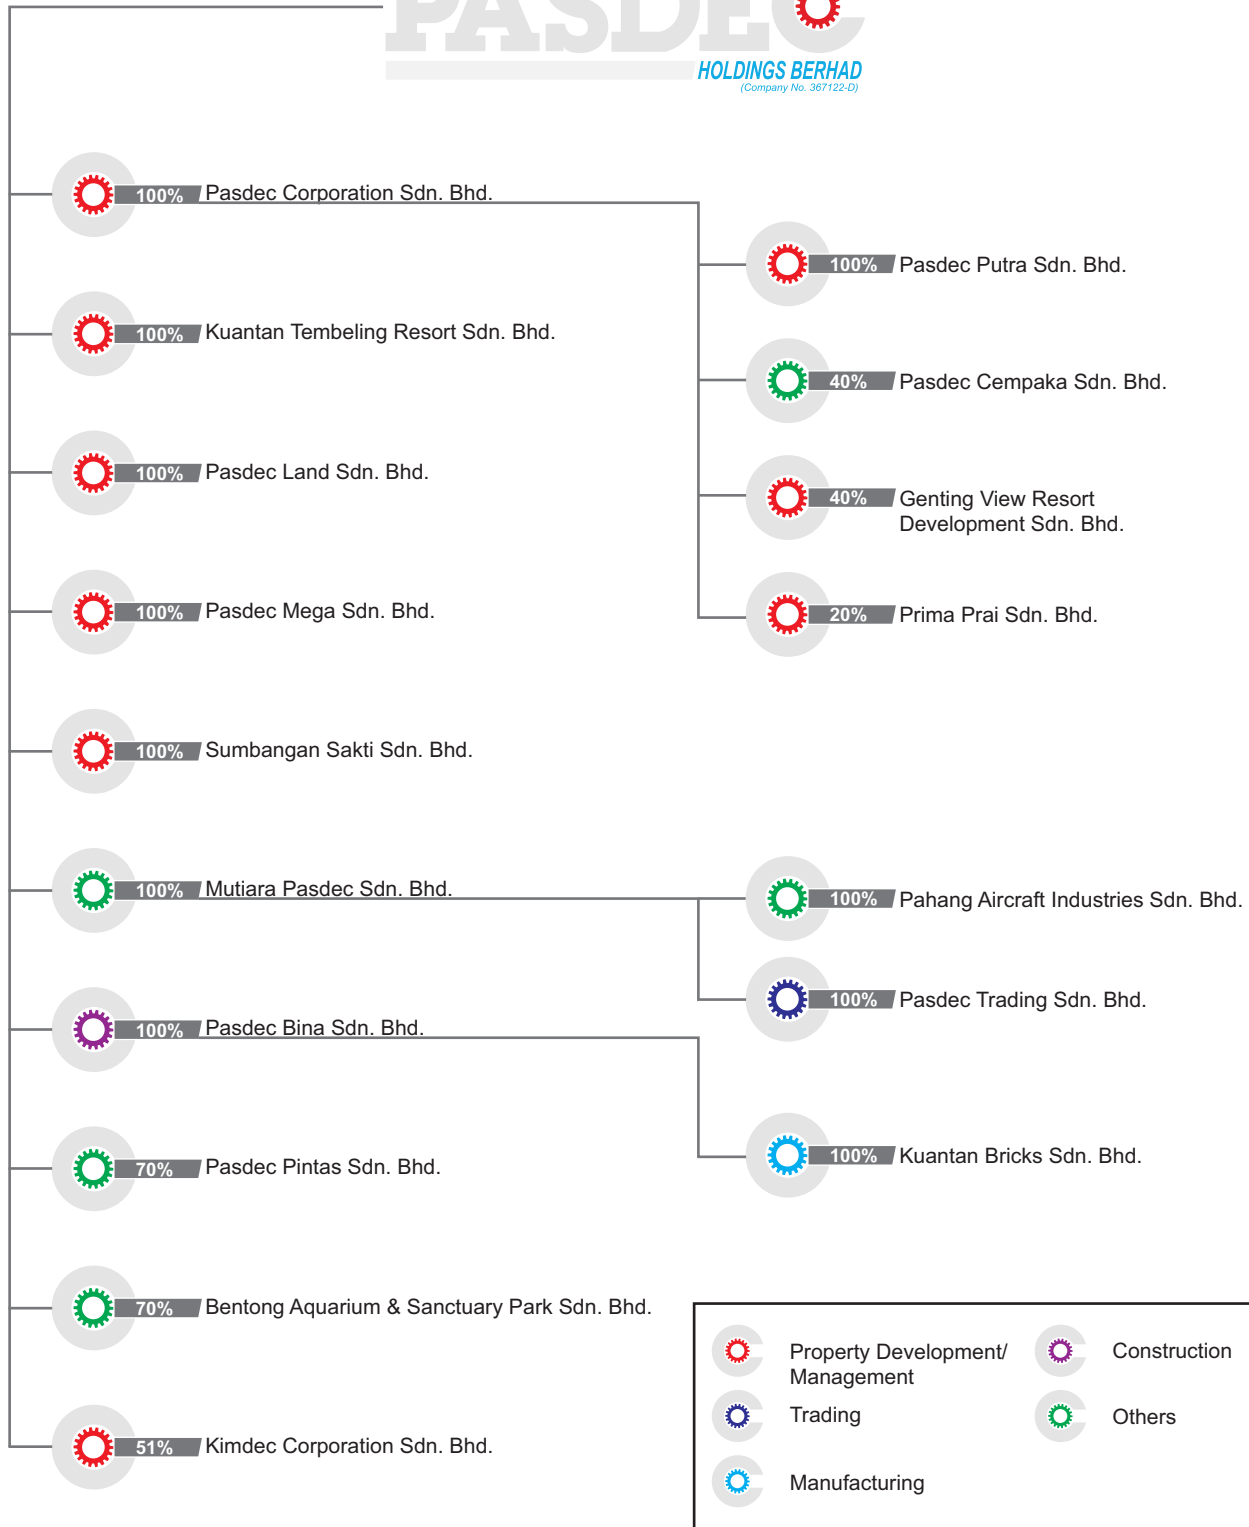 PASDEC
HOLDINGS BERHAD
(Company No. 367122-D)
100% Pasdec Corporation Sdn. Bhd.
100% Pasdec Putra Sdn. Bhd.
100% Kuantan Tembeling Resort Sdn. Bhd.
40% Pasdec Cempaka Sdn. Bhd.
100% Pasdec Land Sdn. Bhd.
40% Genting View Resort
Development Sdn. Bhd.
100% Pasdec Mega Sdn. Bhd.
20% Prima Prai Sdn. Bhd.
100% Sumbangan Sakti Sdn. Bhd.
100% Mutiara Pasdec Sdn. Bhd.
100% Pahang Aircraft Industries Sdn. Bhd.
100% Pasdec Trading Sdn. Bhd.
100% Pasdec Bina Sdn. Bhd.
100% Kuantan Bricks Sdn. Bhd.
70% Pasdec Pintas Sdn. Bhd.
70% Bentong Aquarium & Sanctuary Park Sdn. Bhd.
51% Kimdec Corporation Sdn. Bhd.
Property Development/
Management
Construction
Trading
Others
Manufacturing